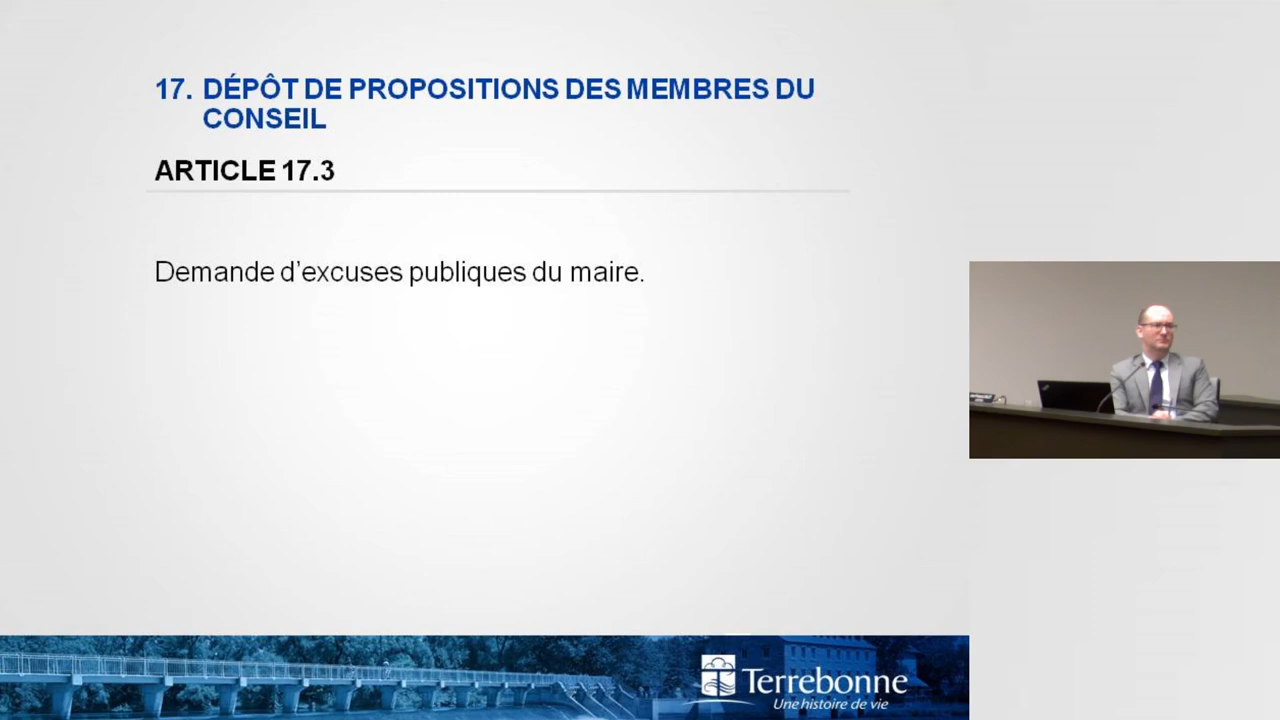 17. DÉPÔT DE PROPOSITIONS DES MEMBRES DU
CONSEIL
ARTICLE 17.3
Demande d’excuses publiques du maire.
Terrebonne
Une histoire de vie